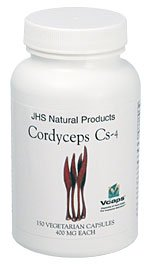 JHS Natural Products
Cordyceps Cs-4
Vcaps
150 VEGETARIAN CAPSULES
400 MG EACH